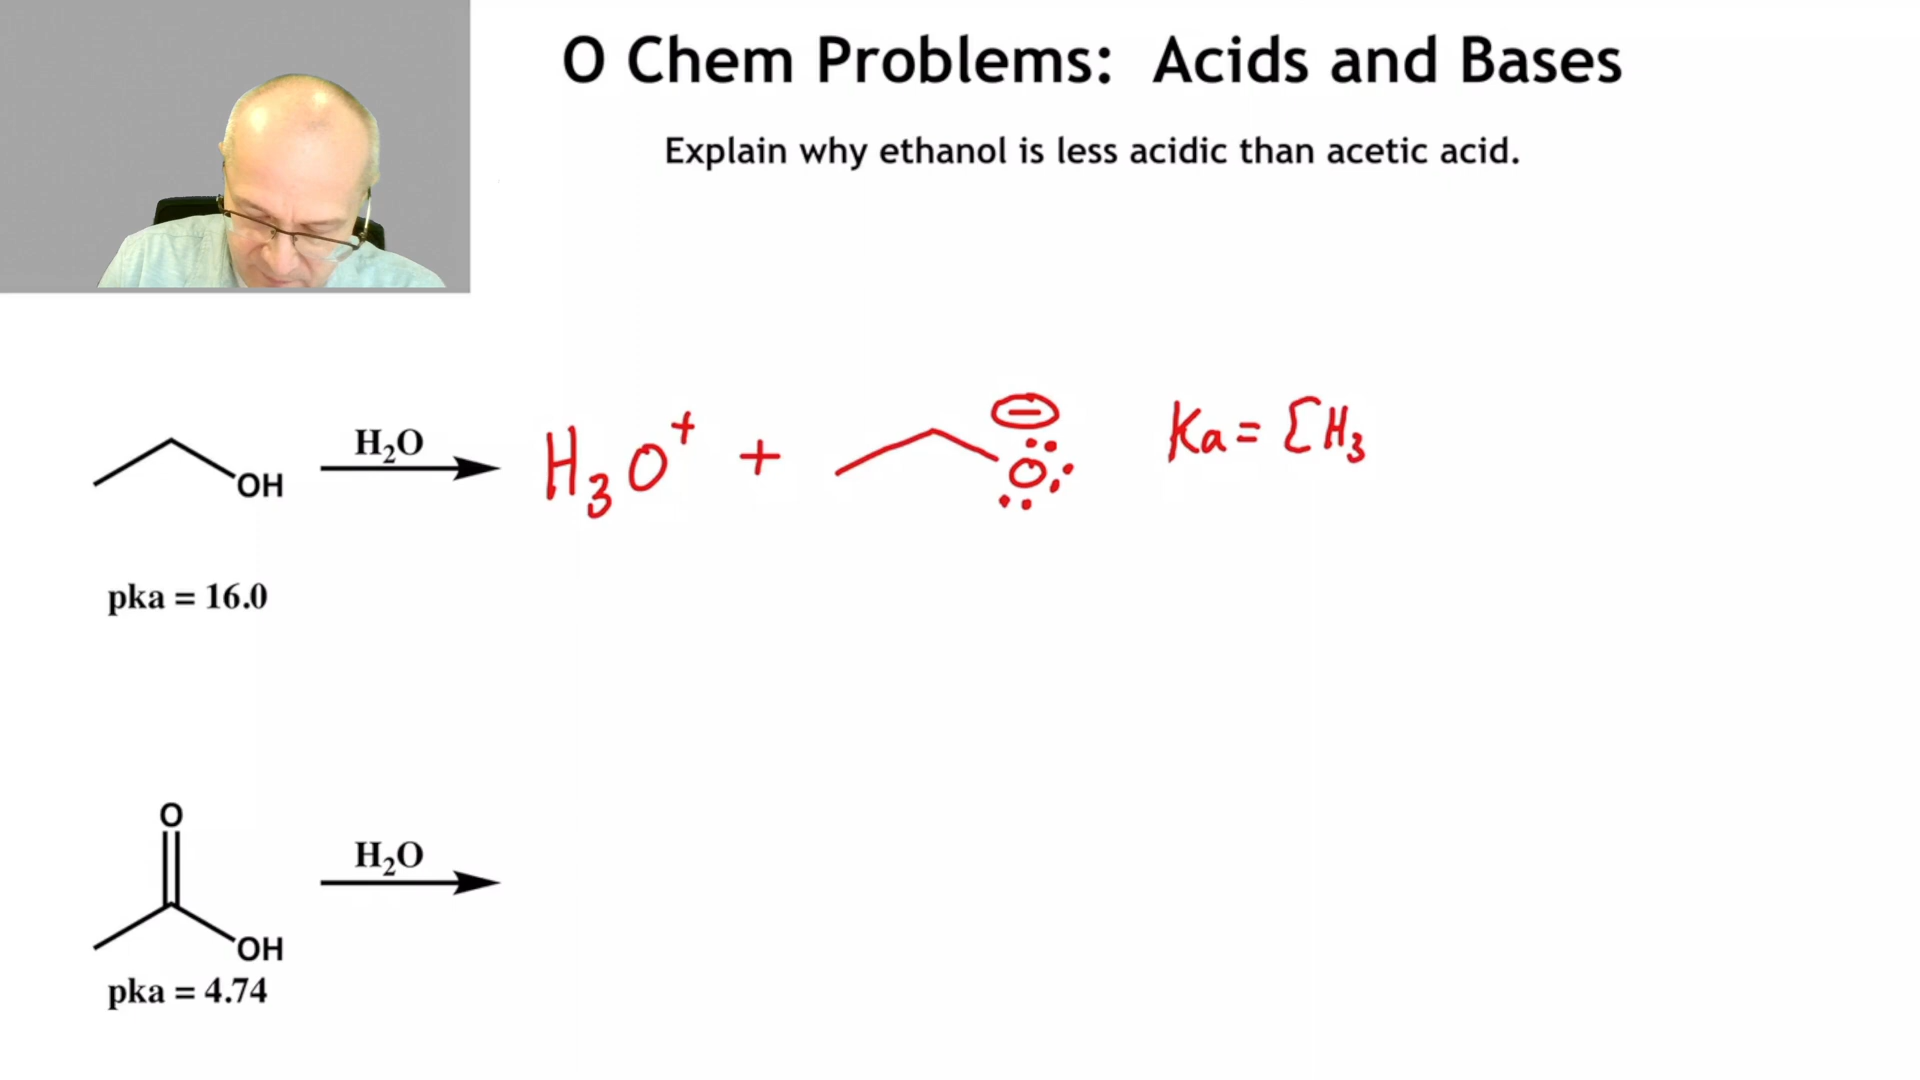 O Chem Problems: Acids and Bases
Explain why ethanol is less acidic than acetic acid.
OH
H₂O
H₃O⁺ + O ⊖
Ka = [H₃
pka = 16.0
O
OH
H₂O
pka = 4.74